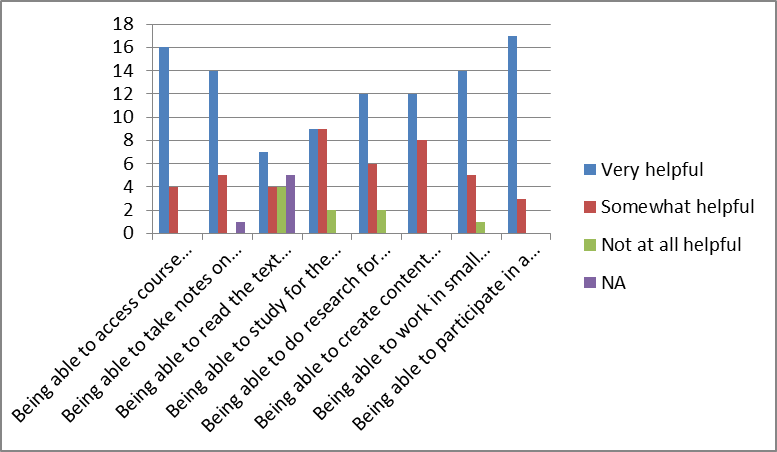 18
16
14
12
10
8
6
4
2
0
Being able to access course...
Being able to take notes on...
Being able to read the text...
Being able to study for the...
Being able to do research for...
Being able to create content...
Being able to work in small...
Being able to participate in a...
Very helpful
Somewhat helpful
Not at all helpful
NA